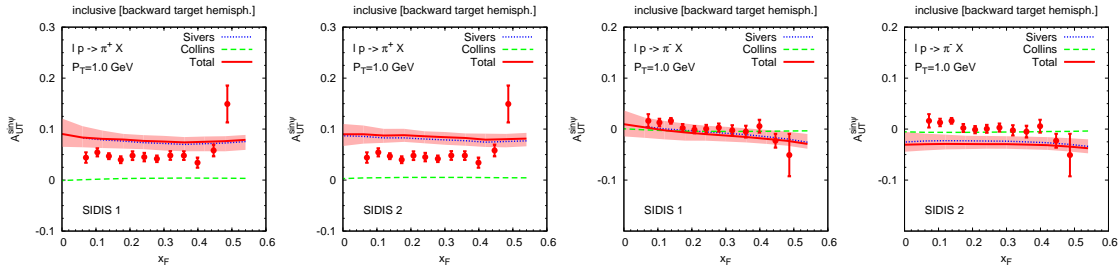 inclusive [backward target hemisph.]
l p -> π⁺ X
P_T=1.0 GeV
Sivers
Collins
Total
SIDIS 1
A_UT^sinψ
0.3
0.2
0.1
0
-0.1
0 0.1 0.2 0.3 0.4 0.5 0.6
x_F
inclusive [backward target hemisph.]
l p -> π⁺ X
P_T=1.0 GeV
Sivers
Collins
Total
SIDIS 2
A_UT^sinψ
0.3
0.2
0.1
0
-0.1
0 0.1 0.2 0.3 0.4 0.5 0.6
x_F
inclusive [backward target hemisph.]
l p -> π⁻ X
P_T=1.0 GeV
Sivers
Collins
Total
SIDIS 1
A_UT^sinψ
0.2
0.1
0
-0.1
0 0.1 0.2 0.3 0.4 0.5 0.6
x_F
inclusive [backward target hemisph.]
l p -> π⁻ X
P_T=1.0 GeV
Sivers
Collins
Total
SIDIS 2
A_UT^sinψ
0.2
0.1
0
-0.1
0 0.1 0.2 0.3 0.4 0.5 0.6
x_F